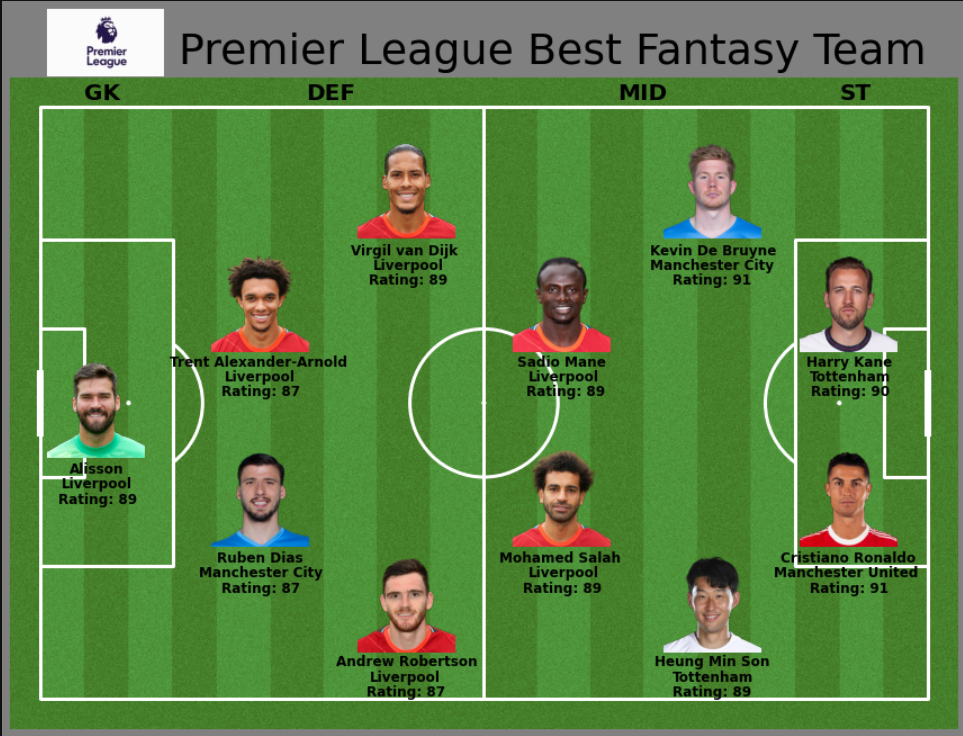 Premier
League
Premier League Best Fantasy Team
GK DEF MID ST
Virgil van Dijk
Liverpool
Rating: 89
Kevin De Bruyne
Manchester City
Rating: 91
Trent Alexander-Arnold
Liverpool
Rating: 87
Sadio Mane
Liverpool
Rating: 89
Harry Kane
Tottenham
Rating: 90
Alisson
Liverpool
Rating: 89
Ruben Dias
Manchester City
Rating: 87
Mohamed Salah
Liverpool
Rating: 89
Cristiano Ronaldo
Manchester United
Rating: 91
Andrew Robertson
Liverpool
Rating: 87
Heung Min Son
Tottenham
Rating: 89